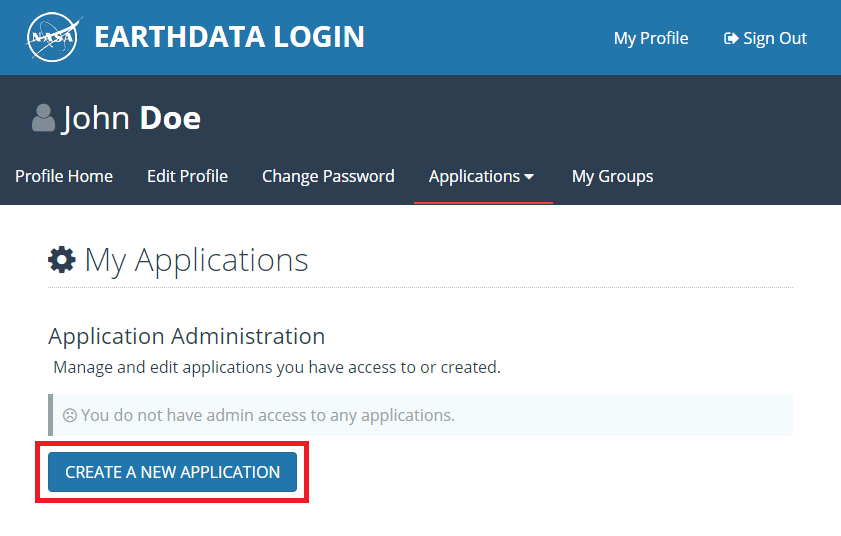 NASA
EARTHDATA LOGIN
My Profile
Sign Out
John Doe
Profile Home
Edit Profile
Change Password
Applications
My Groups
My Applications
Application Administration
Manage and edit applications you have access to or created.
You do not have admin access to any applications.
CREATE A NEW APPLICATION